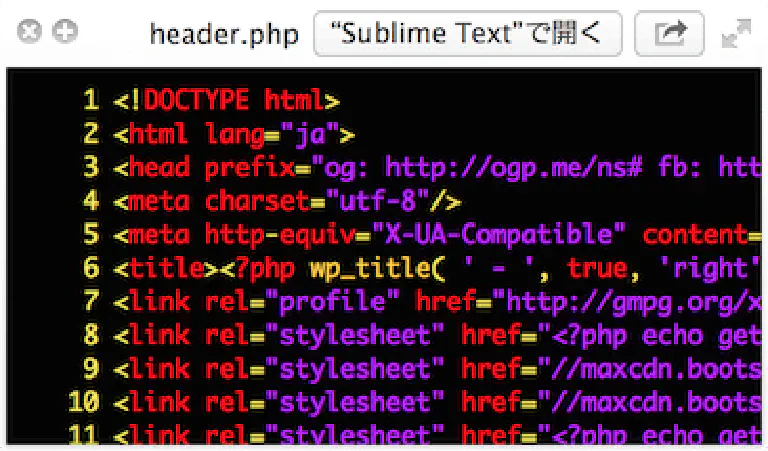 header.php “Sublime Text”で開く
1 <!DOCTYPE html>
2 <html lang="ja">
3 <head prefix="og: http://ogp.me/ns# fb: htt
4 <meta charset="utf-8"/>
5 <meta http-equiv="X-UA-Compatible" content=
6 <title><?php wp_title( ' - ', true, 'right'
7 <link rel="profile" href="http://gmpg.org/x
8 <link rel="stylesheet" href="<?php echo get
9 <link rel="stylesheet" href="//maxcdn.boots
10 <link rel="stylesheet" href="//maxcdn.boots
11 <link rel="stylesheet" href="<?php echo get